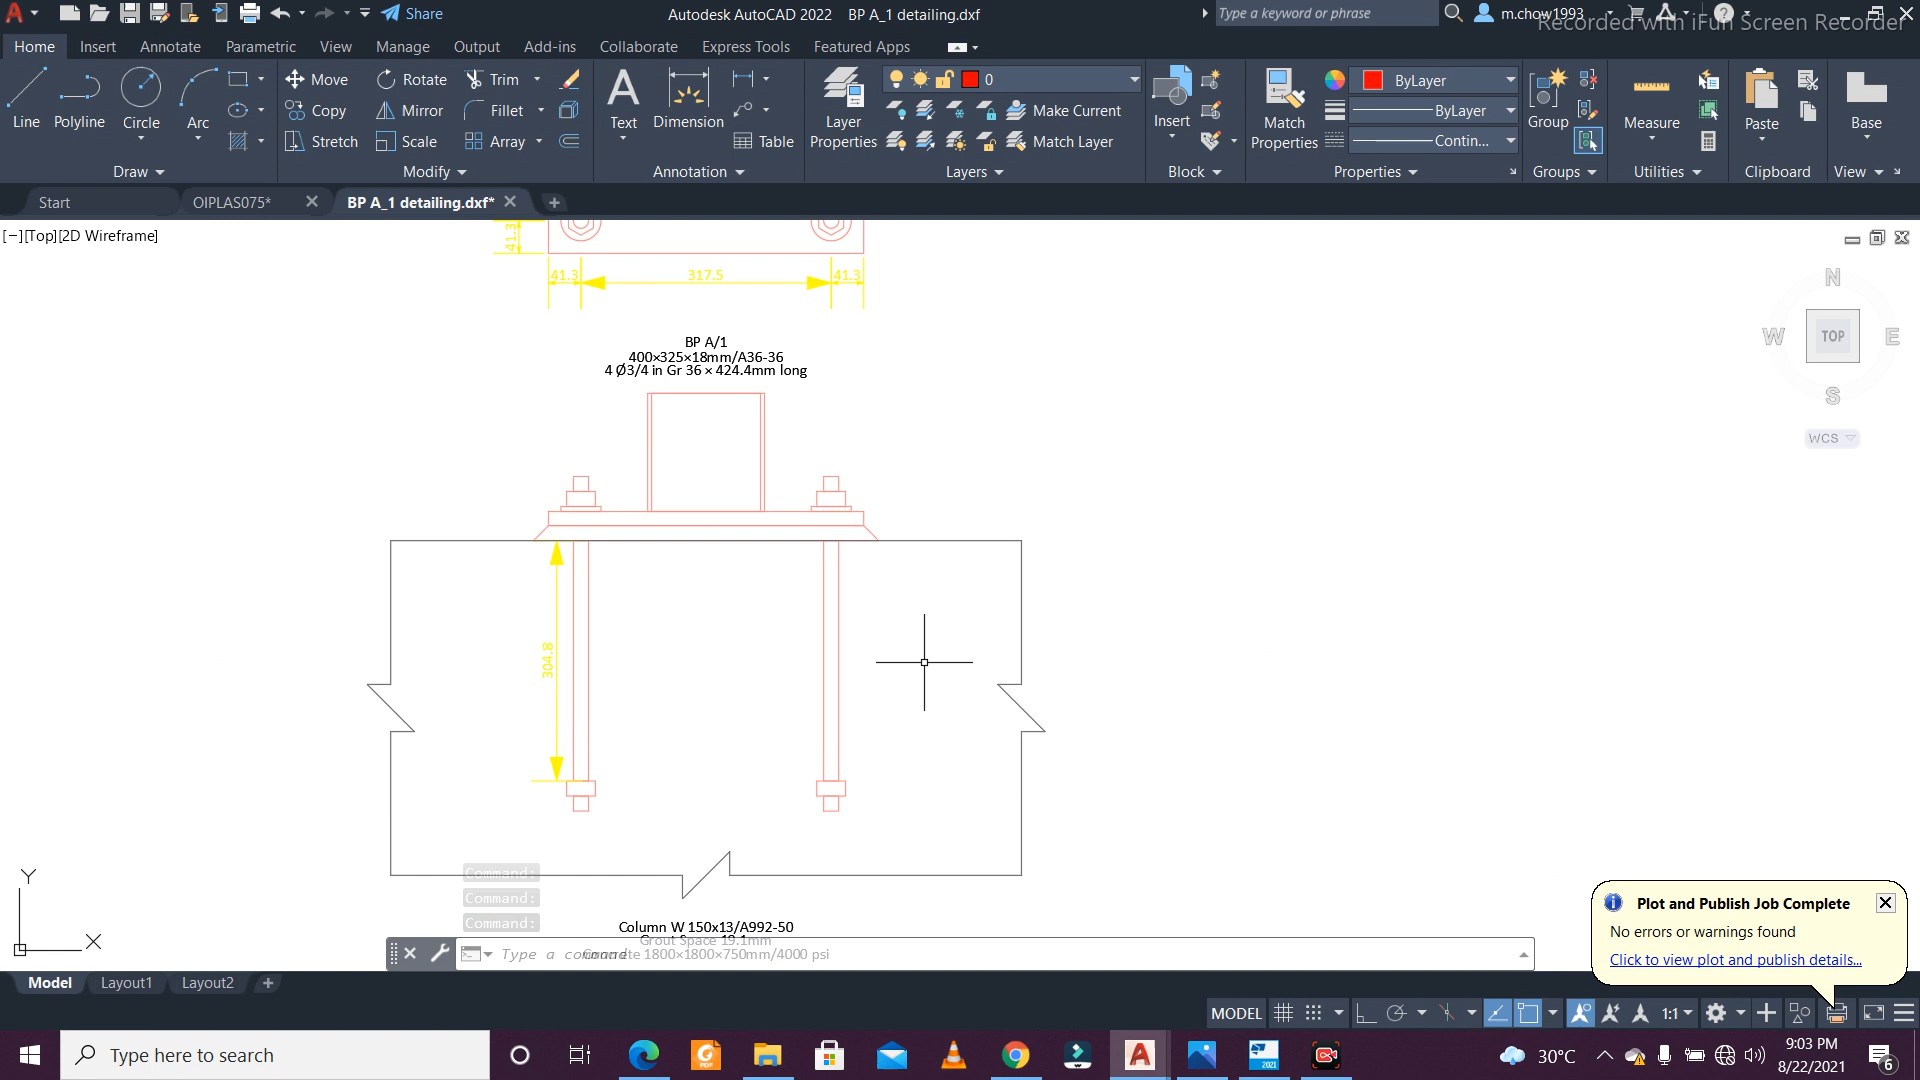 Share
Autodesk AutoCAD 2022 BP A_1 detailing.dxf
Type a keyword or phrase
m.chow1993
Recorded with iFun Screen Recorder
Home Insert Annotate Parametric View Manage Output Add-ins Collaborate Express Tools Featured Apps
Line Polyline Circle Arc
Move Rotate Trim
Copy Mirror Fillet
Stretch Scale Array
Text Dimension Table
Layer Properties
0
Make Current
Match Layer
Insert
Match Properties
ByLayer
ByLayer
Contin...
Group
Measure
Paste
Base
Draw Modify Annotation Layers Block Properties Groups Utilities Clipboard View
Start OIPLAS075* BP A_1 detailing.dxf*
[−][Top][2D Wireframe]
N
W TOP E
S
WCS
41.3
41.3 317.5 41.3
BP A/1
400×325×18mm/A36-36
4 Ø3/4 in Gr 36 × 424.4mm long
304.8
Y
X
Command:
Command:
Command:
Column W 150x13/A992-50
Grout Space 19.1mm
Type a command
1800×1800×750mm/4000 psi
Plot and Publish Job Complete
No errors or warnings found
Click to view plot and publish details...
Model Layout1 Layout2
MODEL 1:1
Type here to search
PDF
2021
30°C
9:03 PM
8/22/2021
6